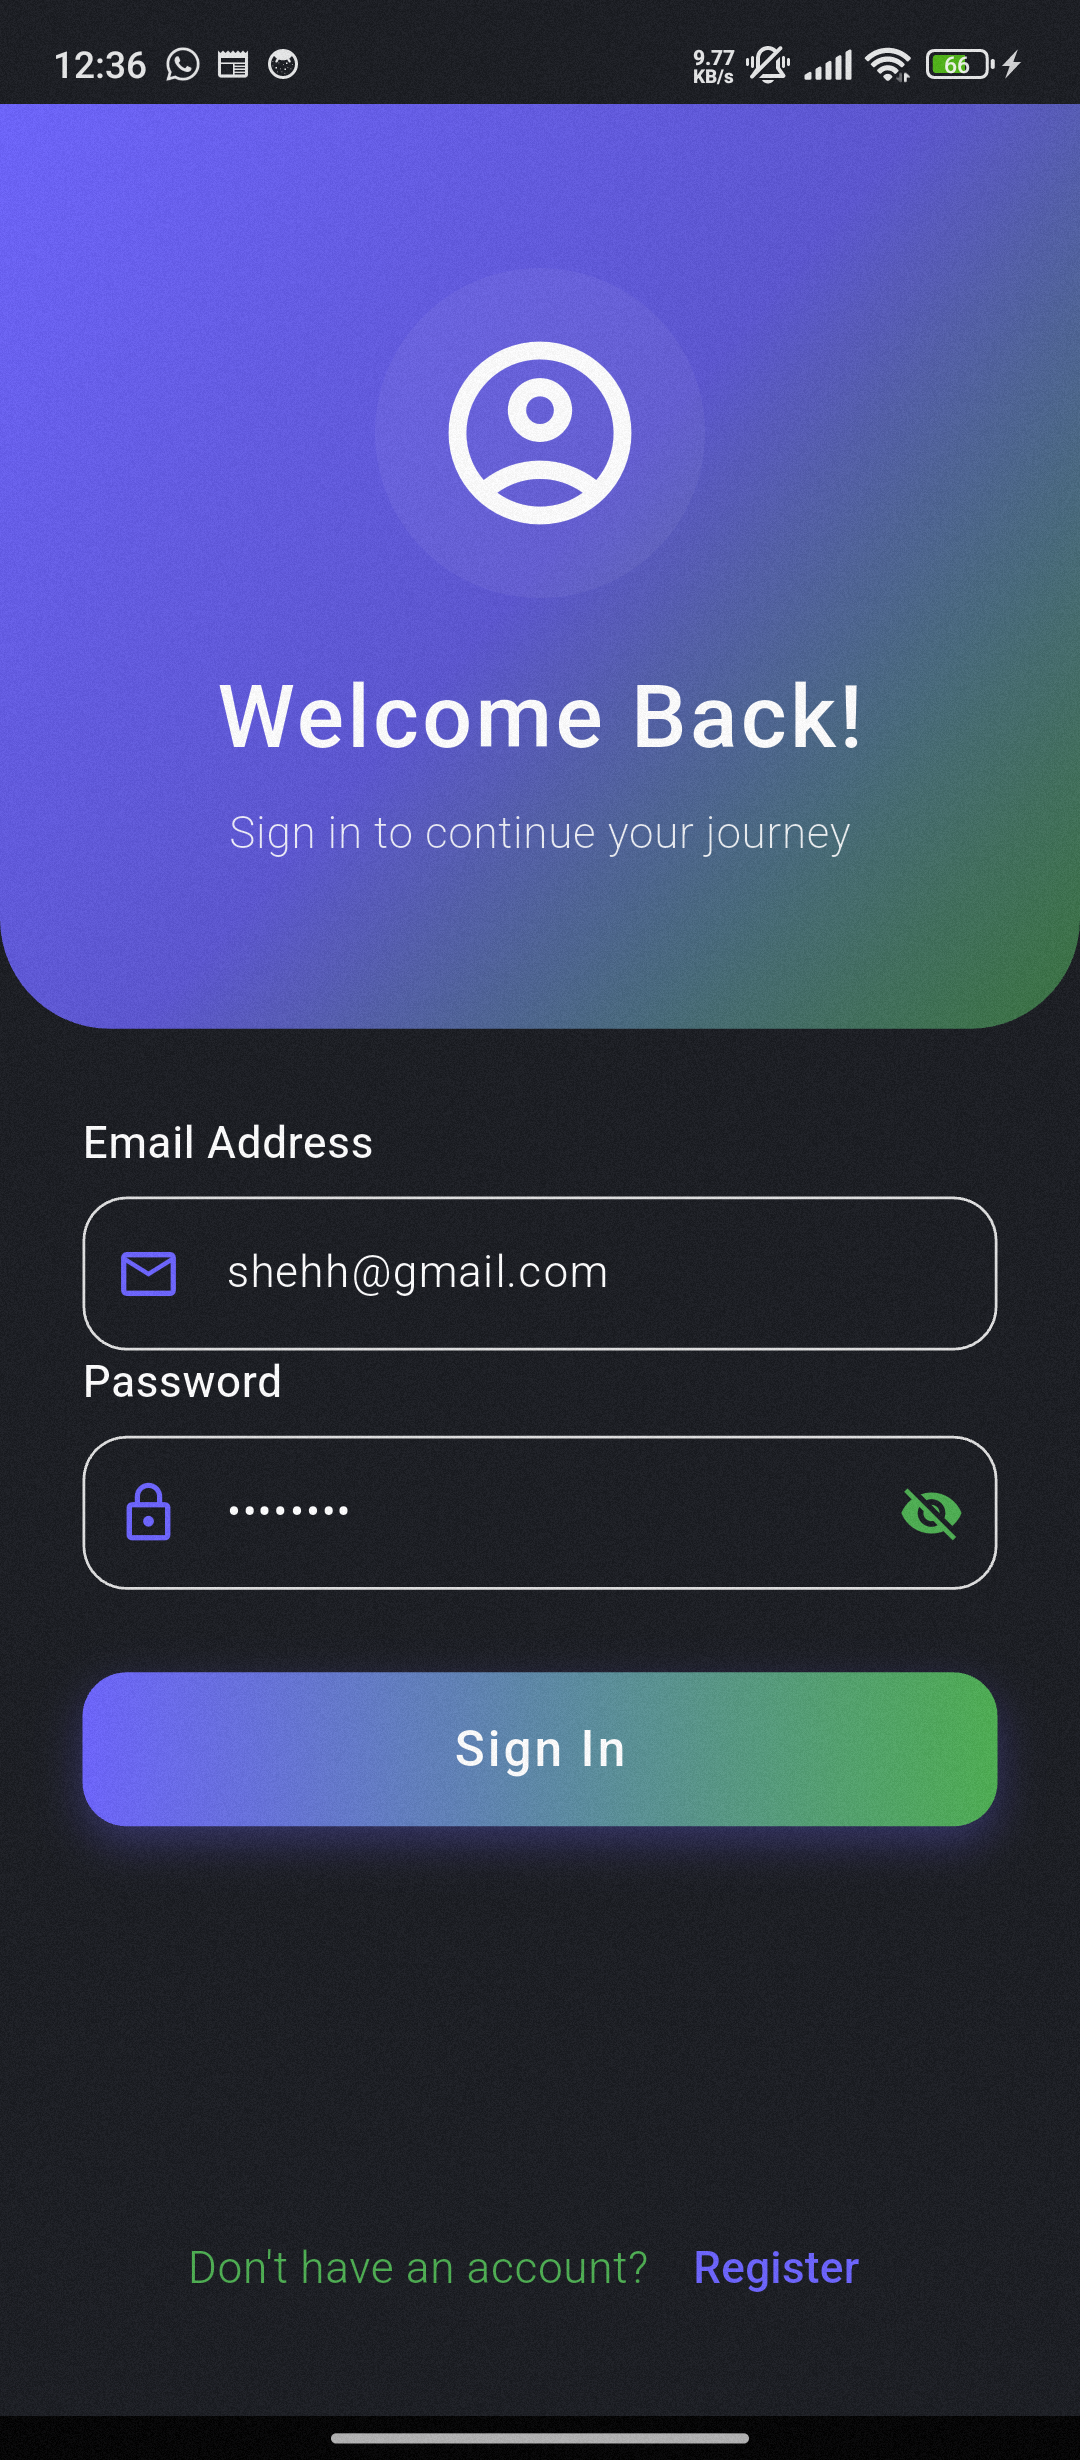 12:36
9.77
KB/s
66
Welcome Back!
Sign in to continue your journey
Email Address
shehh@gmail.com
Password
••••••••
Sign In
Don't have an account? Register